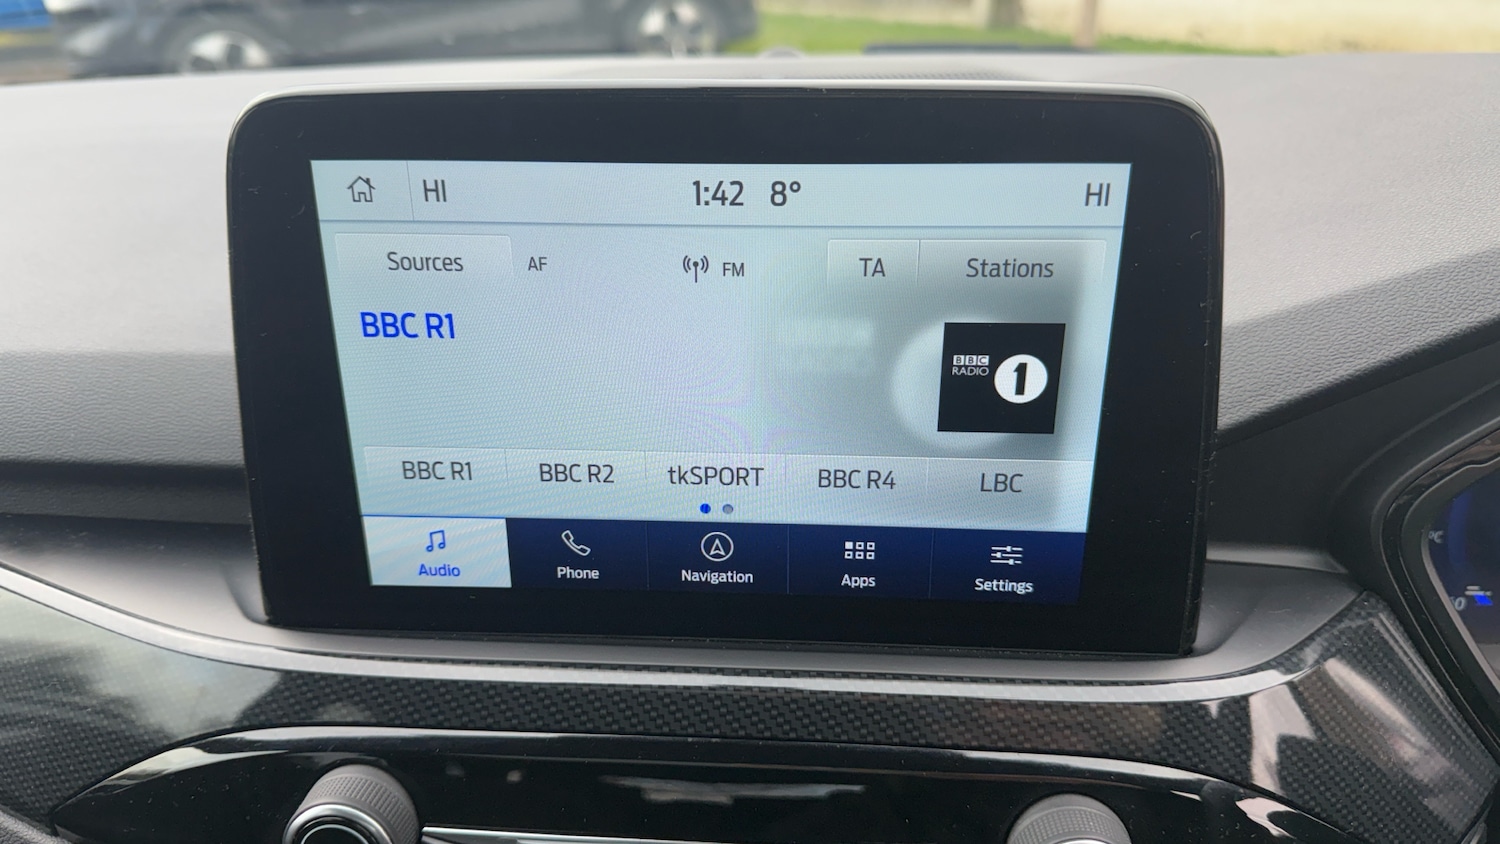 HI 1:42 8° HI
Sources AF FM TA Stations
BBC R1
BBC
RADIO 1
BBC R1 BBC R2 tkSPORT BBC R4 LBC
Audio Phone Navigation Apps Settings